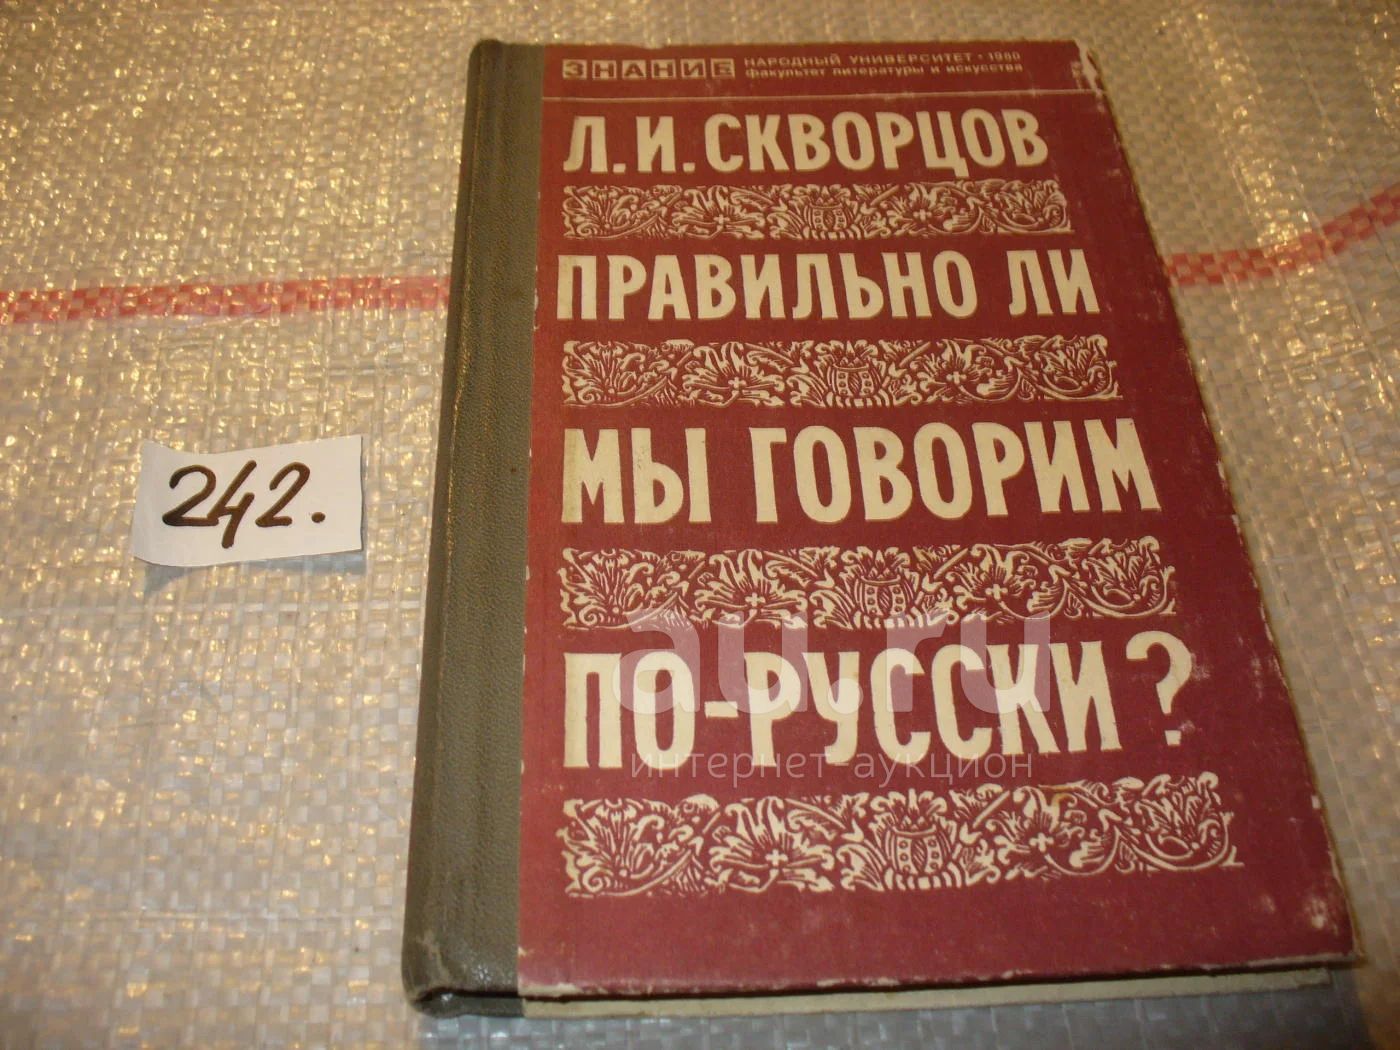 ЗНАНИЕ НАРОДНЫЙ УНИВЕРСИТЕТ • 1980
факультет литературы и искусства
Л.И.СКВОРЦОВ
ПРАВИЛЬНО ЛИ
МЫ ГОВОРИМ
ПО-РУССКИ?
242.
au.ru
интернет аукцион